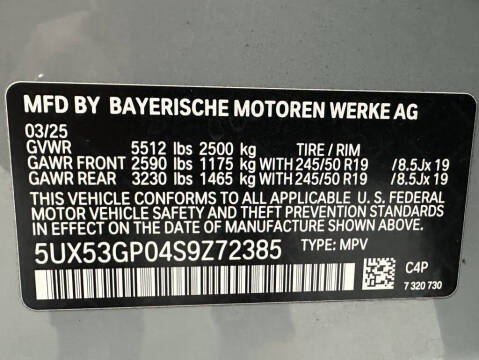 MFD BY BAYERISCHE MOTOREN WERKE AG
03/25
GVWR 5512 lbs 2500 kg TIRE / RIM
GAWR FRONT 2590 lbs 1175 kg WITH 245/50 R19 /8.5Jx 19
GAWR REAR 3230 lbs 1465 kg WITH 245/50 R19 /8.5Jx 19
THIS VEHICLE CONFORMS TO ALL APPLICABLE U. S. FEDERAL
MOTOR VEHICLE SAFETY AND THEFT PREVENTION STANDARDS
IN EFFECT ON THE DATE OF MANUFACTURE SHOWN ABOVE.
5UX53GP04S9Z72385 TYPE: MPV
C4P
7 320 730